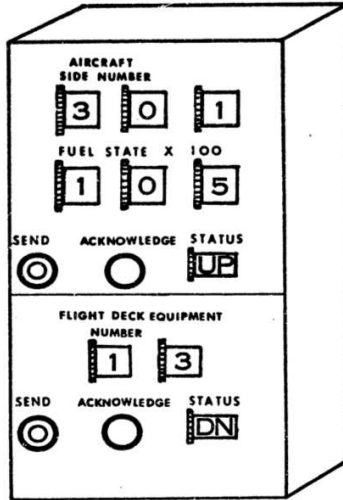 AIRCRAFT
SIDE NUMBER
3 0 1
FUEL STATE X 100
1 0 5
SEND ACKNOWLEDGE STATUS
UP
FLIGHT DECK EQUIPMENT
NUMBER
1 3
SEND ACKNOWLEDGE STATUS
DN